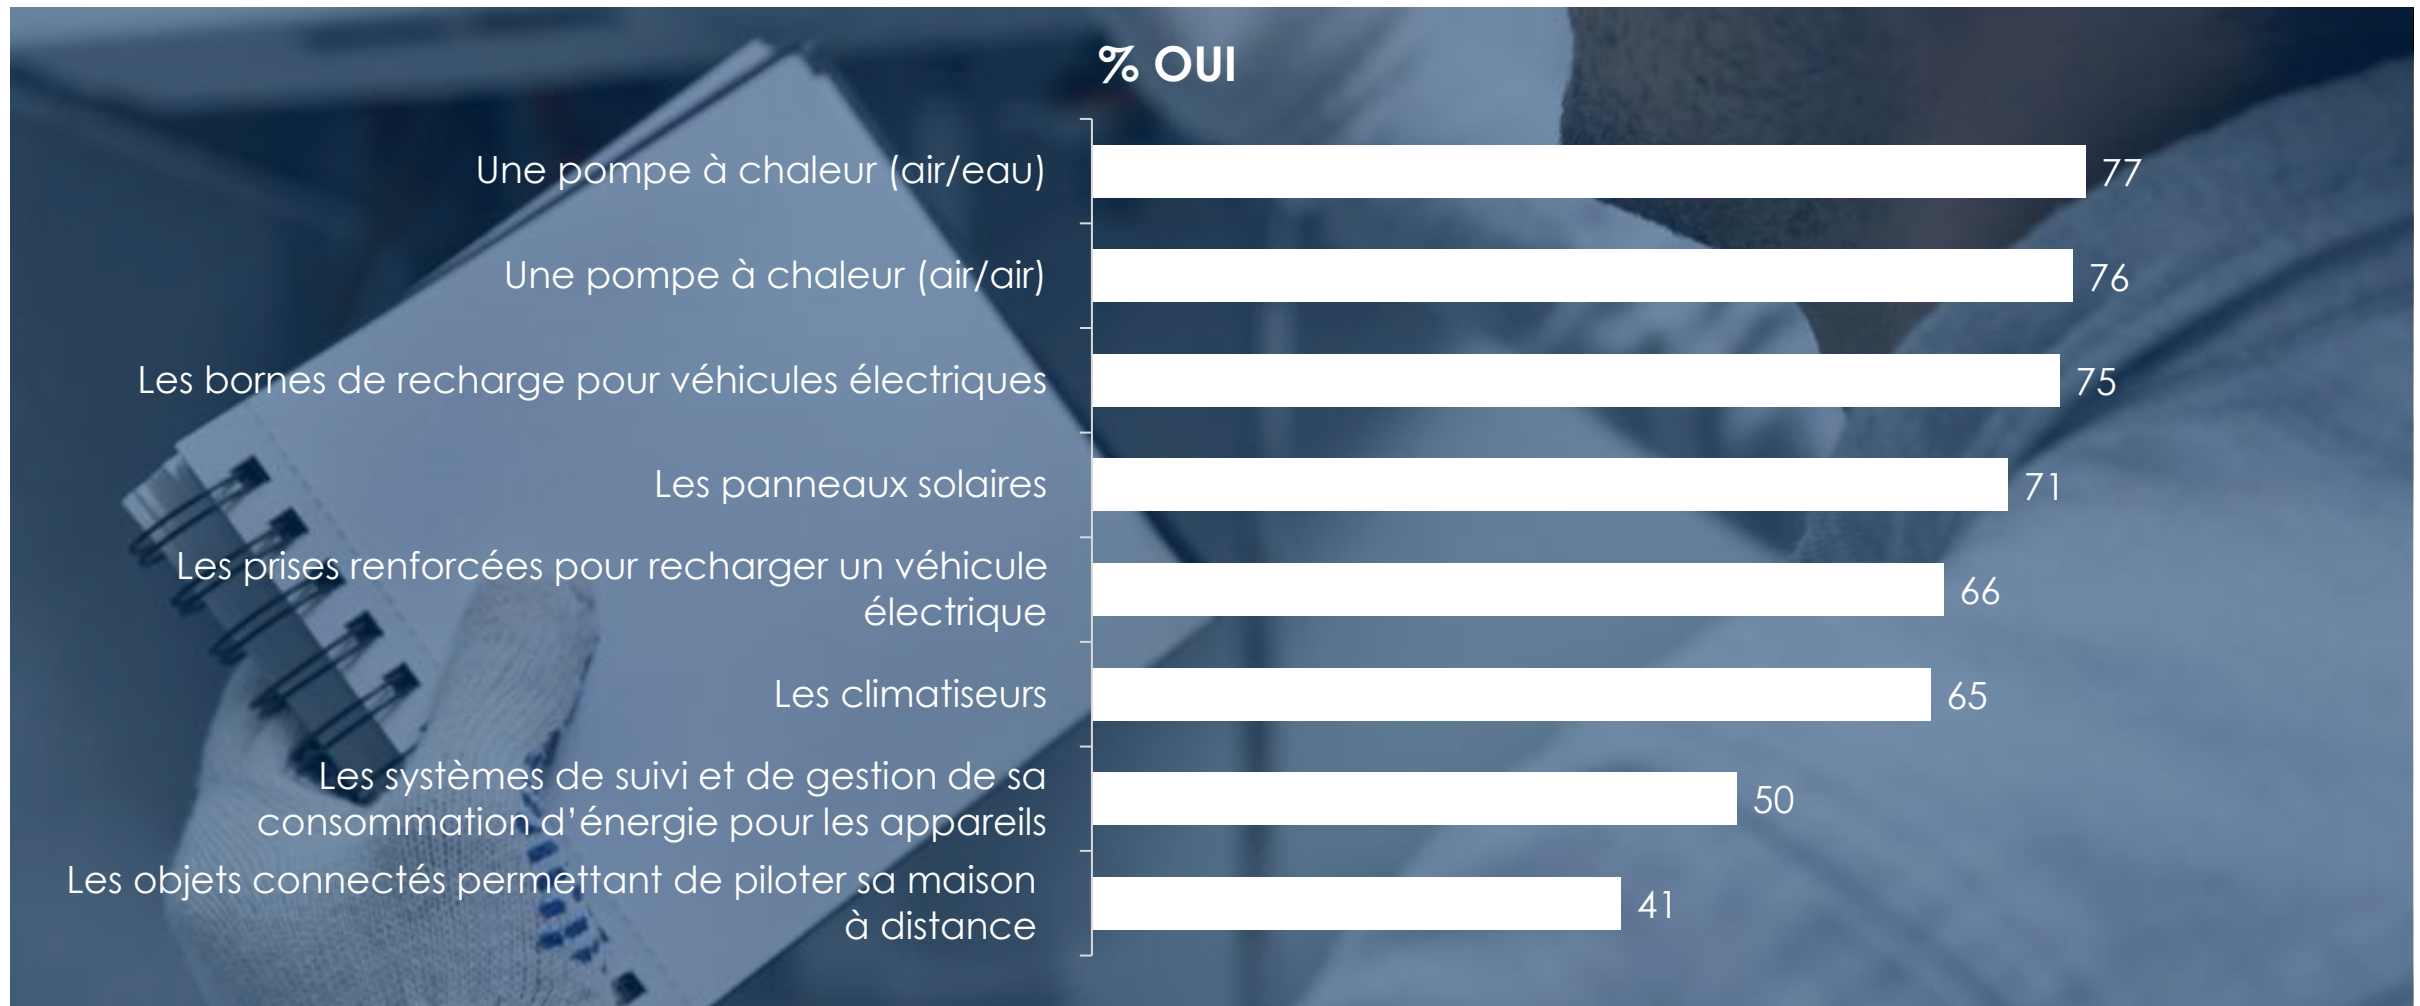 % OUI
Une pompe à chaleur (air/eau)
77
Une pompe à chaleur (air/air)
76
Les bornes de recharge pour véhicules électriques
75
Les panneaux solaires
71
Les prises renforcées pour recharger un véhicule
électrique
66
Les climatiseurs
65
Les systèmes de suivi et de gestion de sa
consommation d’énergie pour les appareils
50
Les objets connectés permettant de piloter sa maison
à distance
41